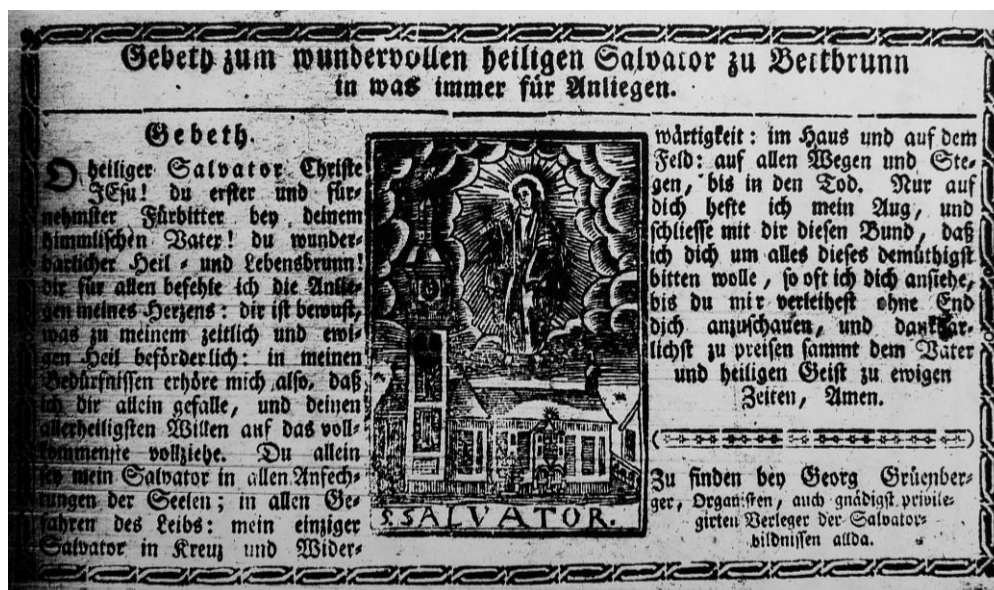 Gebeth zum wundervollen heiligen Salvator zu Bettbrunn
in was immer für Anliegen.
Gebeth.
O heiliger Salvator Christe
JEsu! du erster und für-
nehmster Fürbitter bey deinem
himmlischen Vater! du wunder-
barlicher Heil- und Lebensbrunn!
dir für allen befehle ich die Anlie-
gen meines Herzens: dir ist bewust,
was zu meinem zeitlich und ewi-
gen Heil beförderlich: in meinen
Bedürfnissen erhöre mich also, daß
ich dir allein gefalle, und deinen
allerheiligsten Willen auf das voll-
kommenste vollziehe. Du allein
sey mein Salvator in allen Anfech-
tungen der Seelen; in allen Ge-
fahren des Leibs: mein einziger
Salvator in Kreuz und Wider-
S. SALVATOR.
wärtigkeit: im Haus und auf dem
Feld: auf allen Wegen und Ste-
gen, bis in den Tod. Nur auf
dich hefte ich mein Aug, und
schliesse mit dir diesen Bund, daß
ich dich um alles dieses demüthigst
bitten wolle, so oft ich dich ansiehe,
bis du mir verleihest ohne End
dich anzuschauen, und dankbar-
lichst zu preisen sammt dem Vater
und heiligen Geist zu ewigen
Zeiten, Amen.
Zu finden bey Georg Grüenber-
ger, Organisten, auch gnädigst privile-
girten Verleger der Salvator-
bildnissen allda.